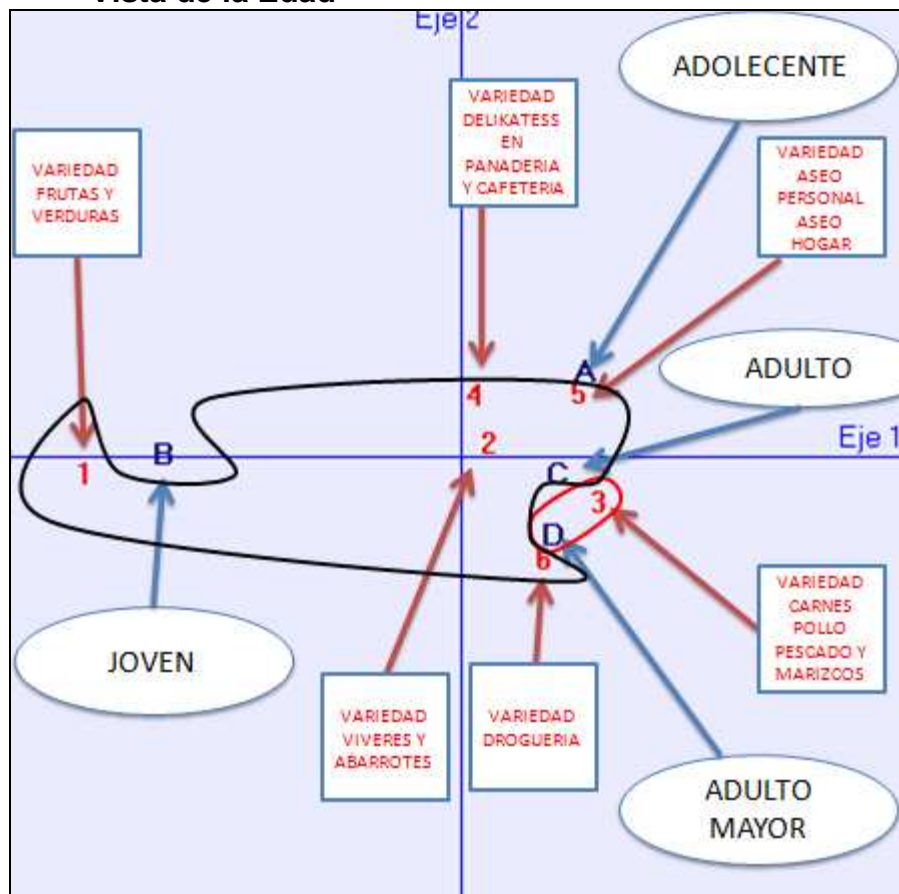 Vista de la Edad
Eje 2
ADOLECENTE
VARIEDAD
DELIKATESS
EN
PANADERIA
Y CAFETERIA
VARIEDAD
FRUTAS Y
VERDURAS
VARIEDAD
ASEO
PERSONAL
ASEO
HOGAR
ADULTO
A
4
5
2
Eje 1
B
1
C
3
D
6
JOVEN
VARIEDAD
VIVERES Y
ABARROTES
VARIEDAD
DROGUERIA
VARIEDAD
CARNES
POLLO
PESCADO Y
MARIZCOS
ADULTO
MAYOR